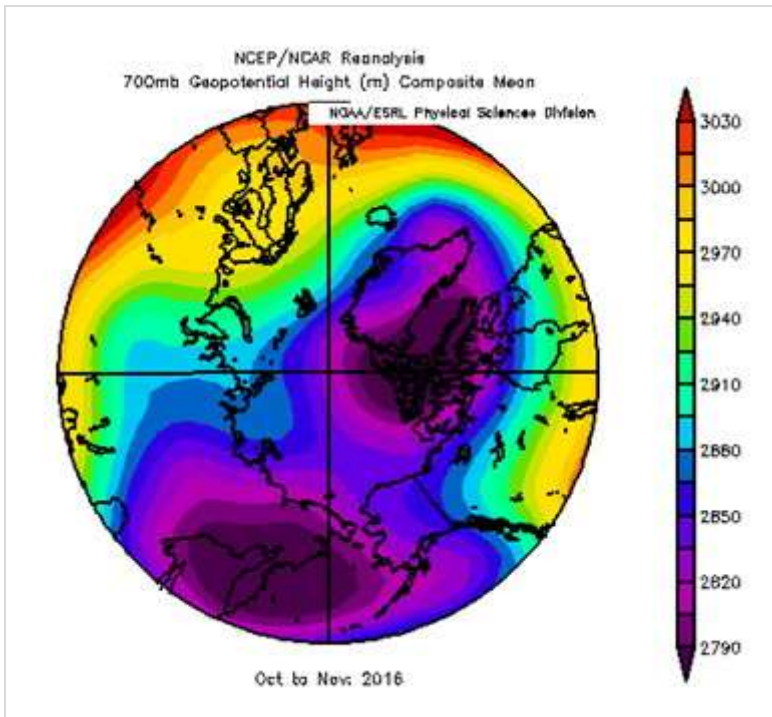 NCEP/NCAR Reanalysis
700mb Geopotential Height (m) Composite Mean
NOAA/ESRL Physical Sciences Division
3030
3000
2970
2940
2910
2880
2850
2820
2790
Oct to Nov: 2016